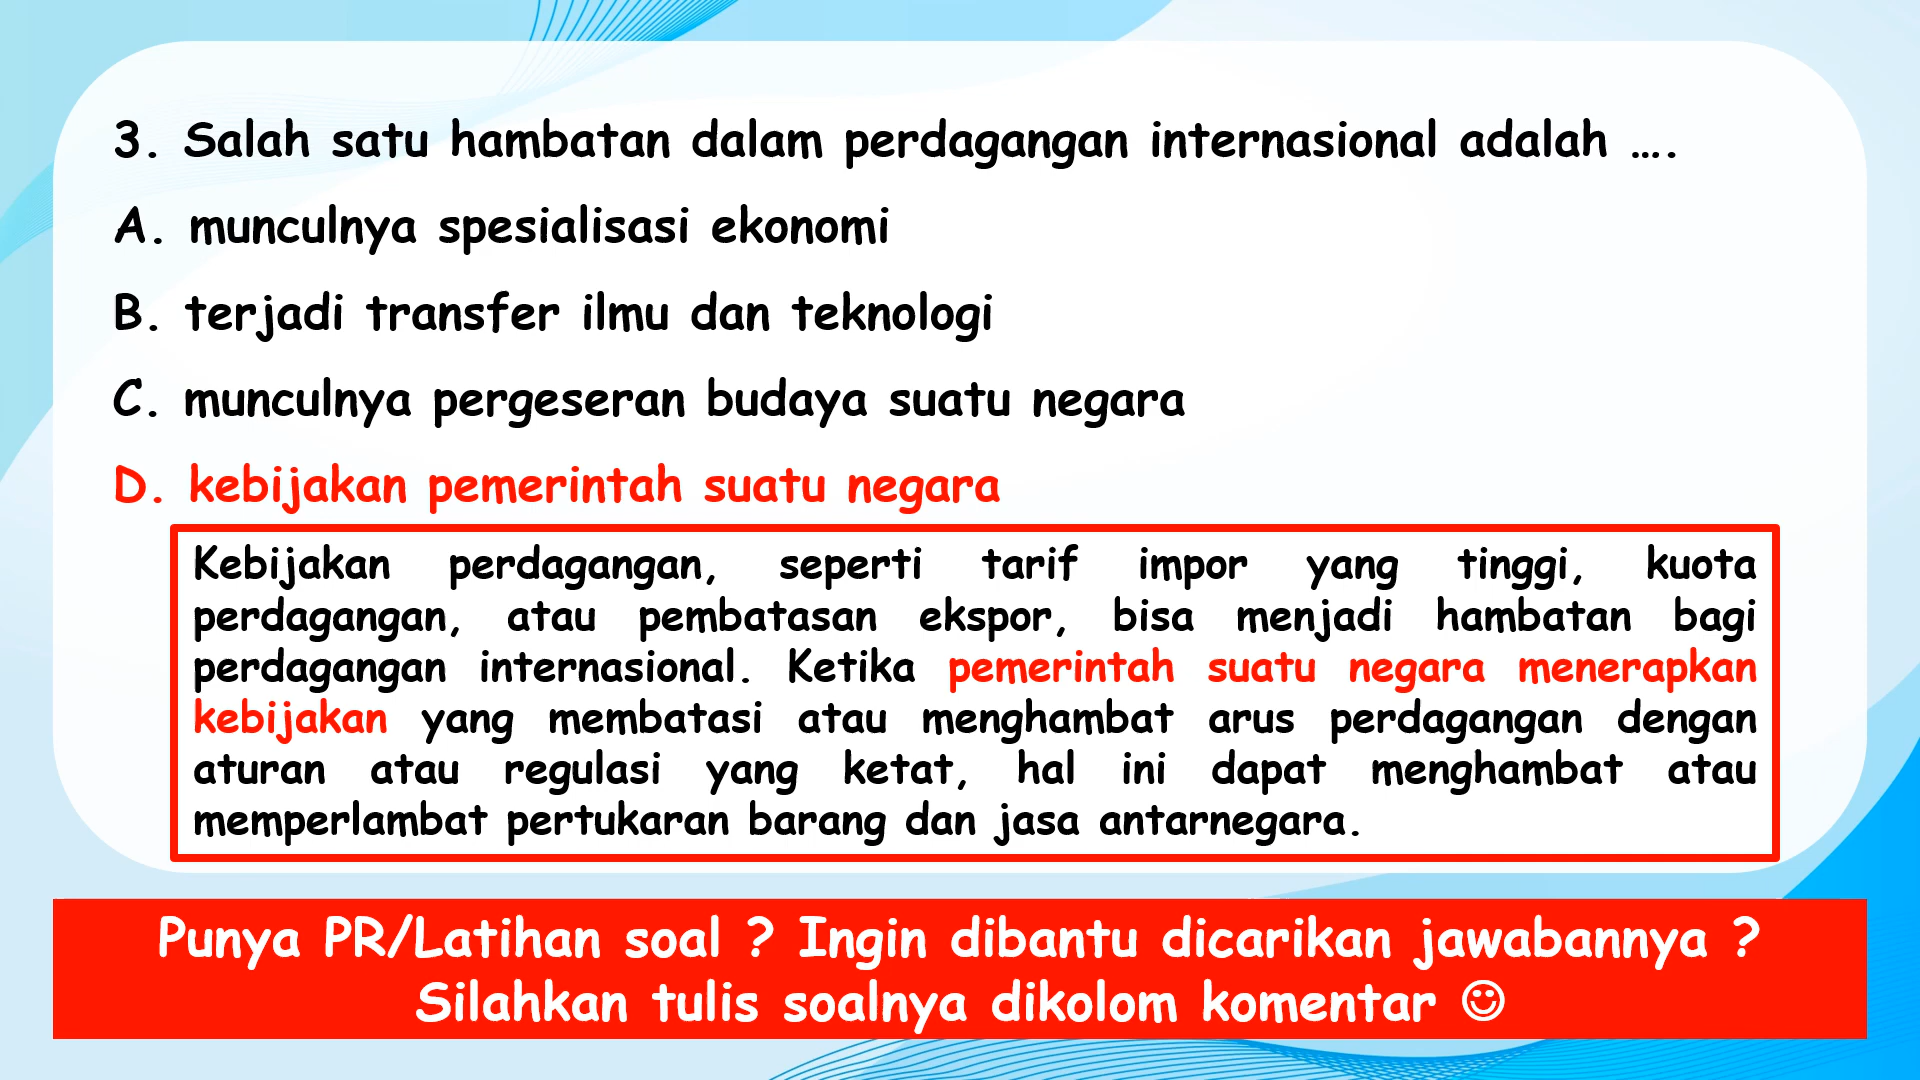 3. Salah satu hambatan dalam perdagangan internasional adalah ....
A. munculnya spesialisasi ekonomi
B. terjadi transfer ilmu dan teknologi
C. munculnya pergeseran budaya suatu negara
D. kebijakan pemerintah suatu negara
Kebijakan perdagangan, seperti tarif impor yang tinggi, kuota
perdagangan, atau pembatasan ekspor, bisa menjadi hambatan bagi
perdagangan internasional. Ketika pemerintah suatu negara menerapkan
kebijakan yang membatasi atau menghambat arus perdagangan dengan
aturan atau regulasi yang ketat, hal ini dapat menghambat atau
memperlambat pertukaran barang dan jasa antarnegara.
Punya PR/Latihan soal ? Ingin dibantu dicarikan jawabannya ?
Silahkan tulis soalnya dikolom komentar ☺